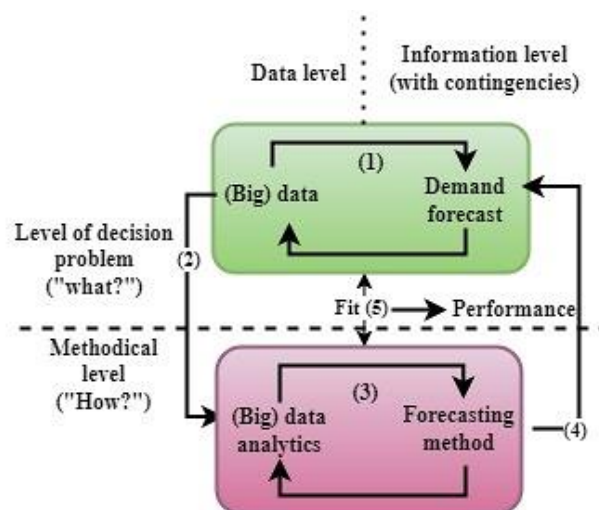 Data level
Information level
(with contingencies)
(1)
(Big) data
Demand
forecast
Level of decision
problem
("what?")
(2)
Fit (5)
Performance
Methodical
level
("How?")
(3)
(Big) data
analytics
Forecasting
method
(4)